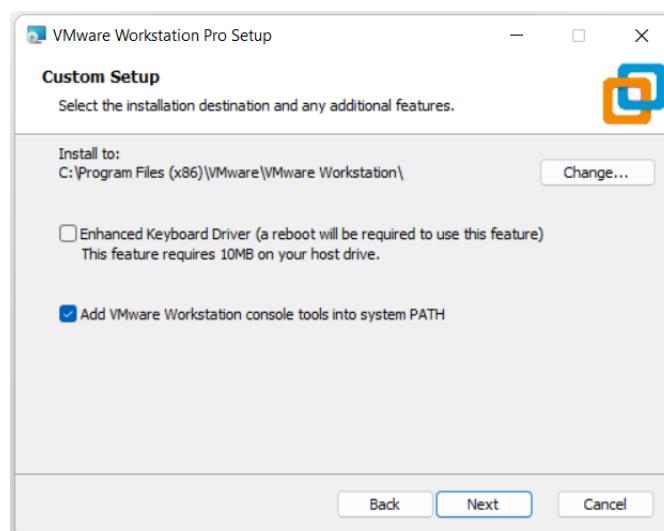 VMware Workstation Pro Setup
Custom Setup
Select the installation destination and any additional features.
Install to:
C:\Program Files (x86)\VMware\VMware Workstation\
Change...
Enhanced Keyboard Driver (a reboot will be required to use this feature)
This feature requires 10MB on your host drive.
Add VMware Workstation console tools into system PATH
Back
Next
Cancel